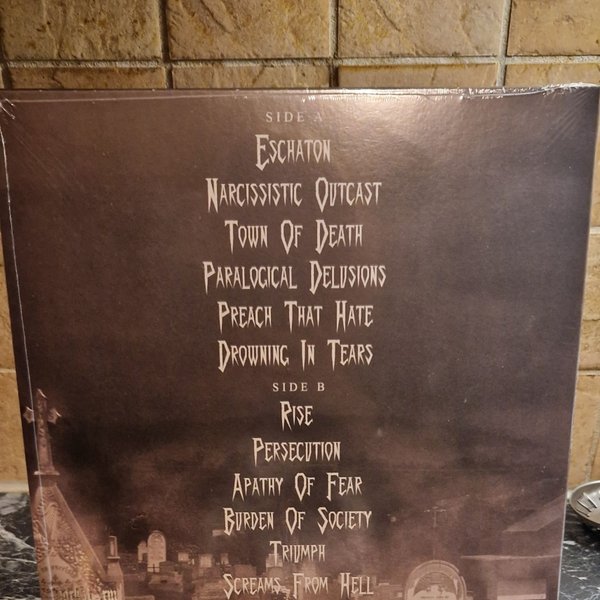 SIDE A
ESCHATON
NARCISSISTIC OUTCAST
TOWN OF DEATH
PARALOGICAL DELUSIONS
PREACH THAT HATE
DROWNING IN TEARS
SIDE B
RISE
PERSECUTION
APATHY OF FEAR
BURDEN OF SOCIETY
TRIUMPH
SCREAMS FROM HELL